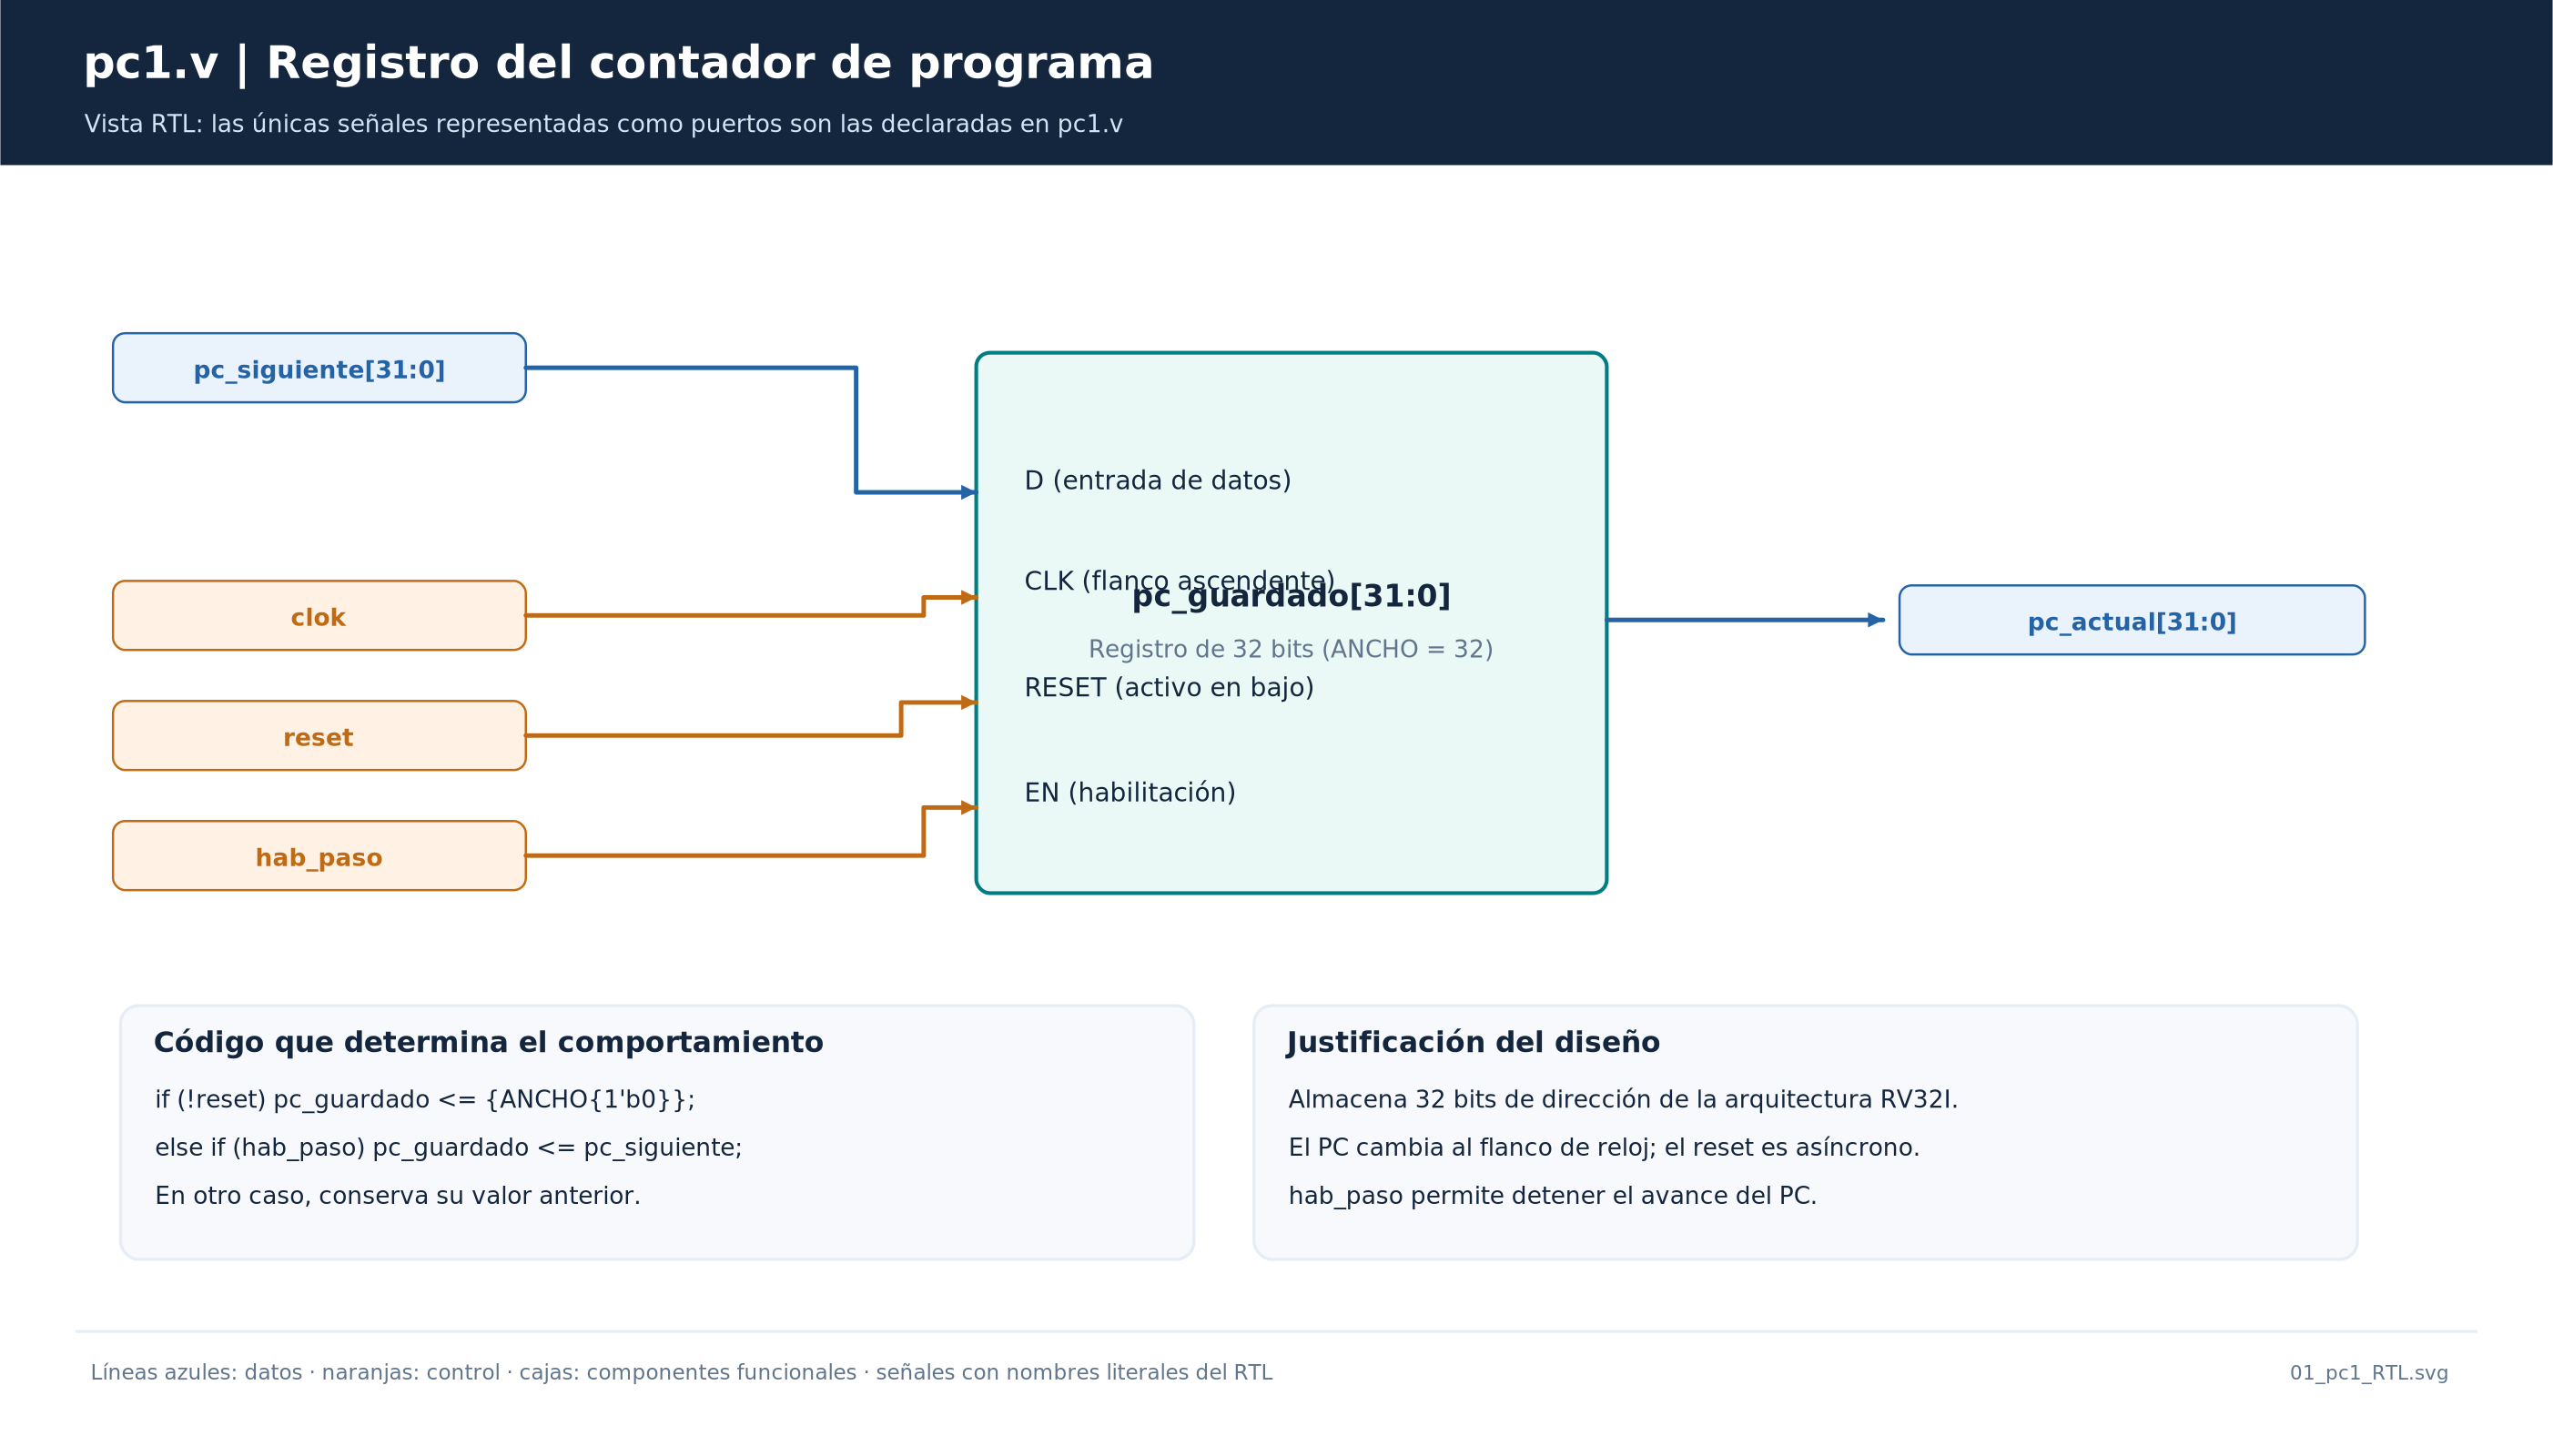 pc1.v | Registro del contador de programa
Vista RTL: las únicas señales representadas como puertos son las declaradas en pc1.v
pc_siguiente[31:0]
clok
reset
hab_paso
D (entrada de datos)
CLK (flanco ascendente)
pc_guardado[31:0]
Registro de 32 bits (ANCHO = 32)
RESET (activo en bajo)
EN (habilitación)
pc_actual[31:0]
Código que determina el comportamiento
if (!reset) pc_guardado <= {ANCHO{1'b0}};
else if (hab_paso) pc_guardado <= pc_siguiente;
En otro caso, conserva su valor anterior.
Justificación del diseño
Almacena 32 bits de dirección de la arquitectura RV32I.
El PC cambia al flanco de reloj; el reset es asíncrono.
hab_paso permite detener el avance del PC.
Líneas azules: datos · naranjas: control · cajas: componentes funcionales · señales con nombres literales del RTL
01_pc1_RTL.svg